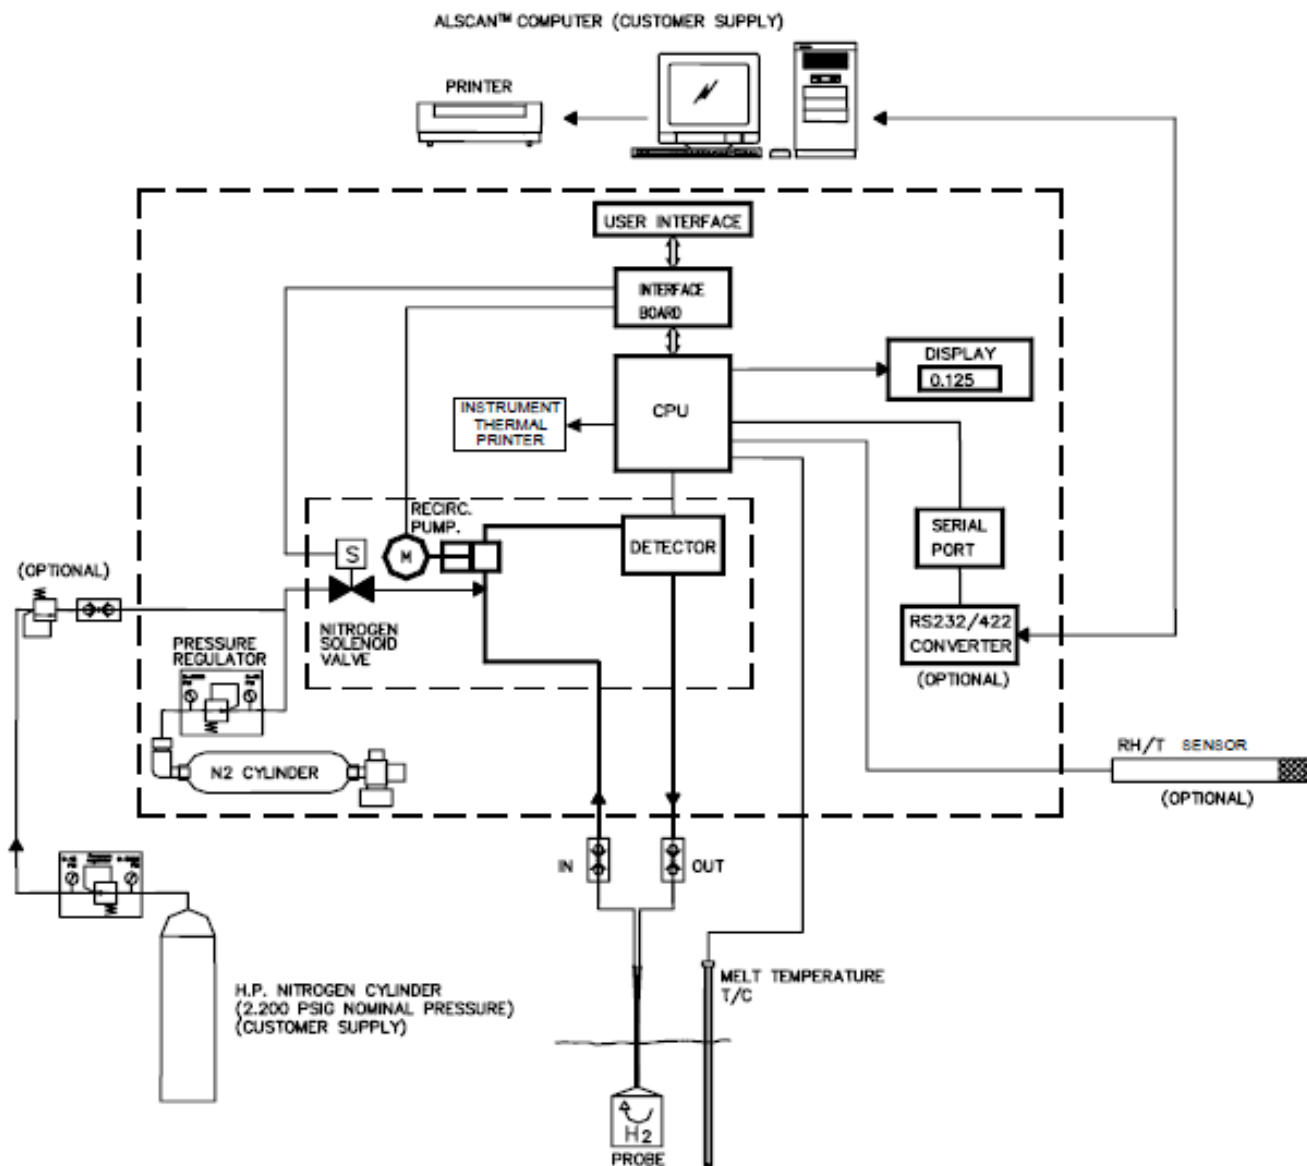 ALSCAN™ COMPUTER (CUSTOMER SUPPLY)
PRINTER
USER INTERFACE
INTERFACE
BOARD
DISPLAY
0.125
CPU
INSTRUMENT
THERMAL
PRINTER
RECIRC.
PUMP.
M
S
DETECTOR
SERIAL
PORT
(OPTIONAL)
NITROGEN
SOLENOID
VALVE
RS232/422
CONVERTER
(OPTIONAL)
PRESSURE
REGULATOR
N2 CYLINDER
RH/T SENSOR
(OPTIONAL)
IN
OUT
H.P. NITROGEN CYLINDER
(2.200 PSIG NOMINAL PRESSURE)
(CUSTOMER SUPPLY)
MELT TEMPERATURE
T/C
H2
PROBE